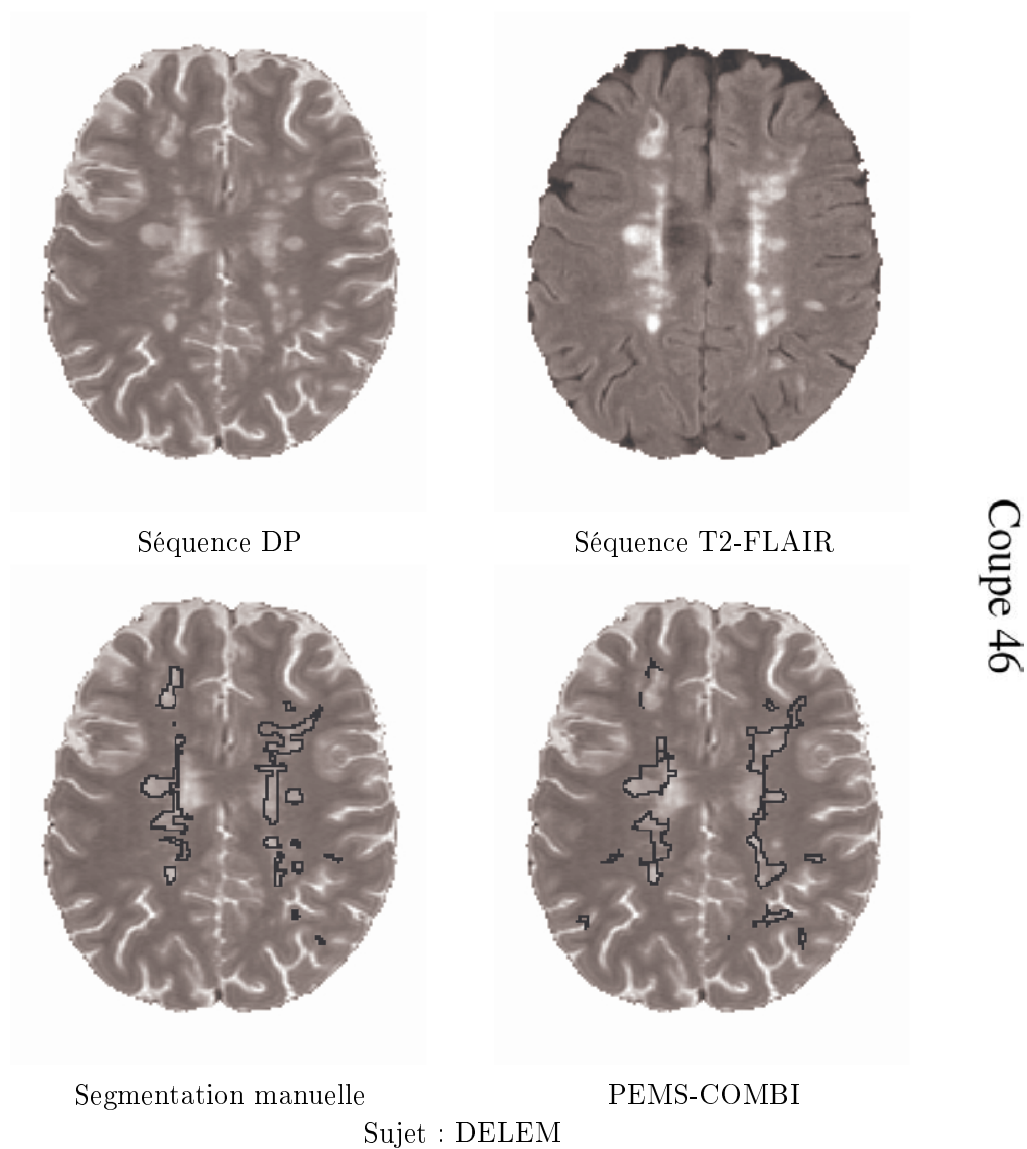 Séquence DP
Séquence T2-FLAIR
Coupe 46
Segmentation manuelle
PEMS-COMBI
Sujet : DELEM